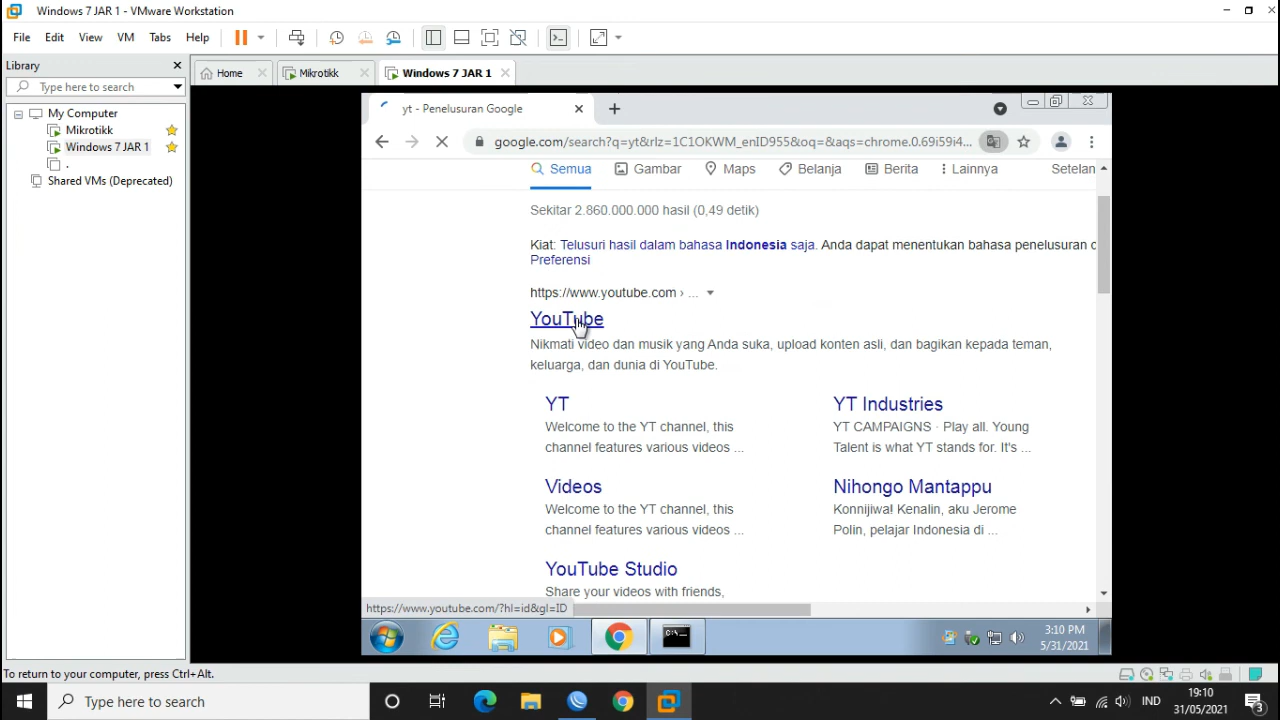 Windows 7 JAR 1 - VMware Workstation
File Edit View VM Tabs Help
Library
Type here to search
My Computer
Mikrotikk
Windows 7 JAR 1
.
Shared VMs (Deprecated)
Home Mikrotikk Windows 7 JAR 1
yt - Penelusuran Google
google.com/search?q=yt&rlz=1C1OKWM_enID955&oq=&aqs=chrome.0.69i59i4...
Semua Gambar Maps Belanja Berita Lainnya Setelan
Sekitar 2.860.000.000 hasil (0,49 detik)
Kiat: Telusuri hasil dalam bahasa Indonesia saja. Anda dapat menentukan bahasa penelusuran
Preferensi
https://www.youtube.com › ...
YouTube
Nikmati video dan musik yang Anda suka, upload konten asli, dan bagikan kepada teman,
keluarga, dan dunia di YouTube.
YT
Welcome to the YT channel, this
channel features various videos ...
YT Industries
YT CAMPAIGNS · Play all. Young
Talent is what YT stands for. It's ...
Videos
Welcome to the YT channel, this
channel features various videos ...
Nihongo Mantappu
Konnijiwa! Kenalin, aku Jerome
Polin, pelajar Indonesia di ...
YouTube Studio
Share your videos with friends,
https://www.youtube.com/?hl=id&gl=ID
3:10 PM
5/31/2021
To return to your computer, press Ctrl+Alt.
Type here to search
IND
19:10
31/05/2021
3